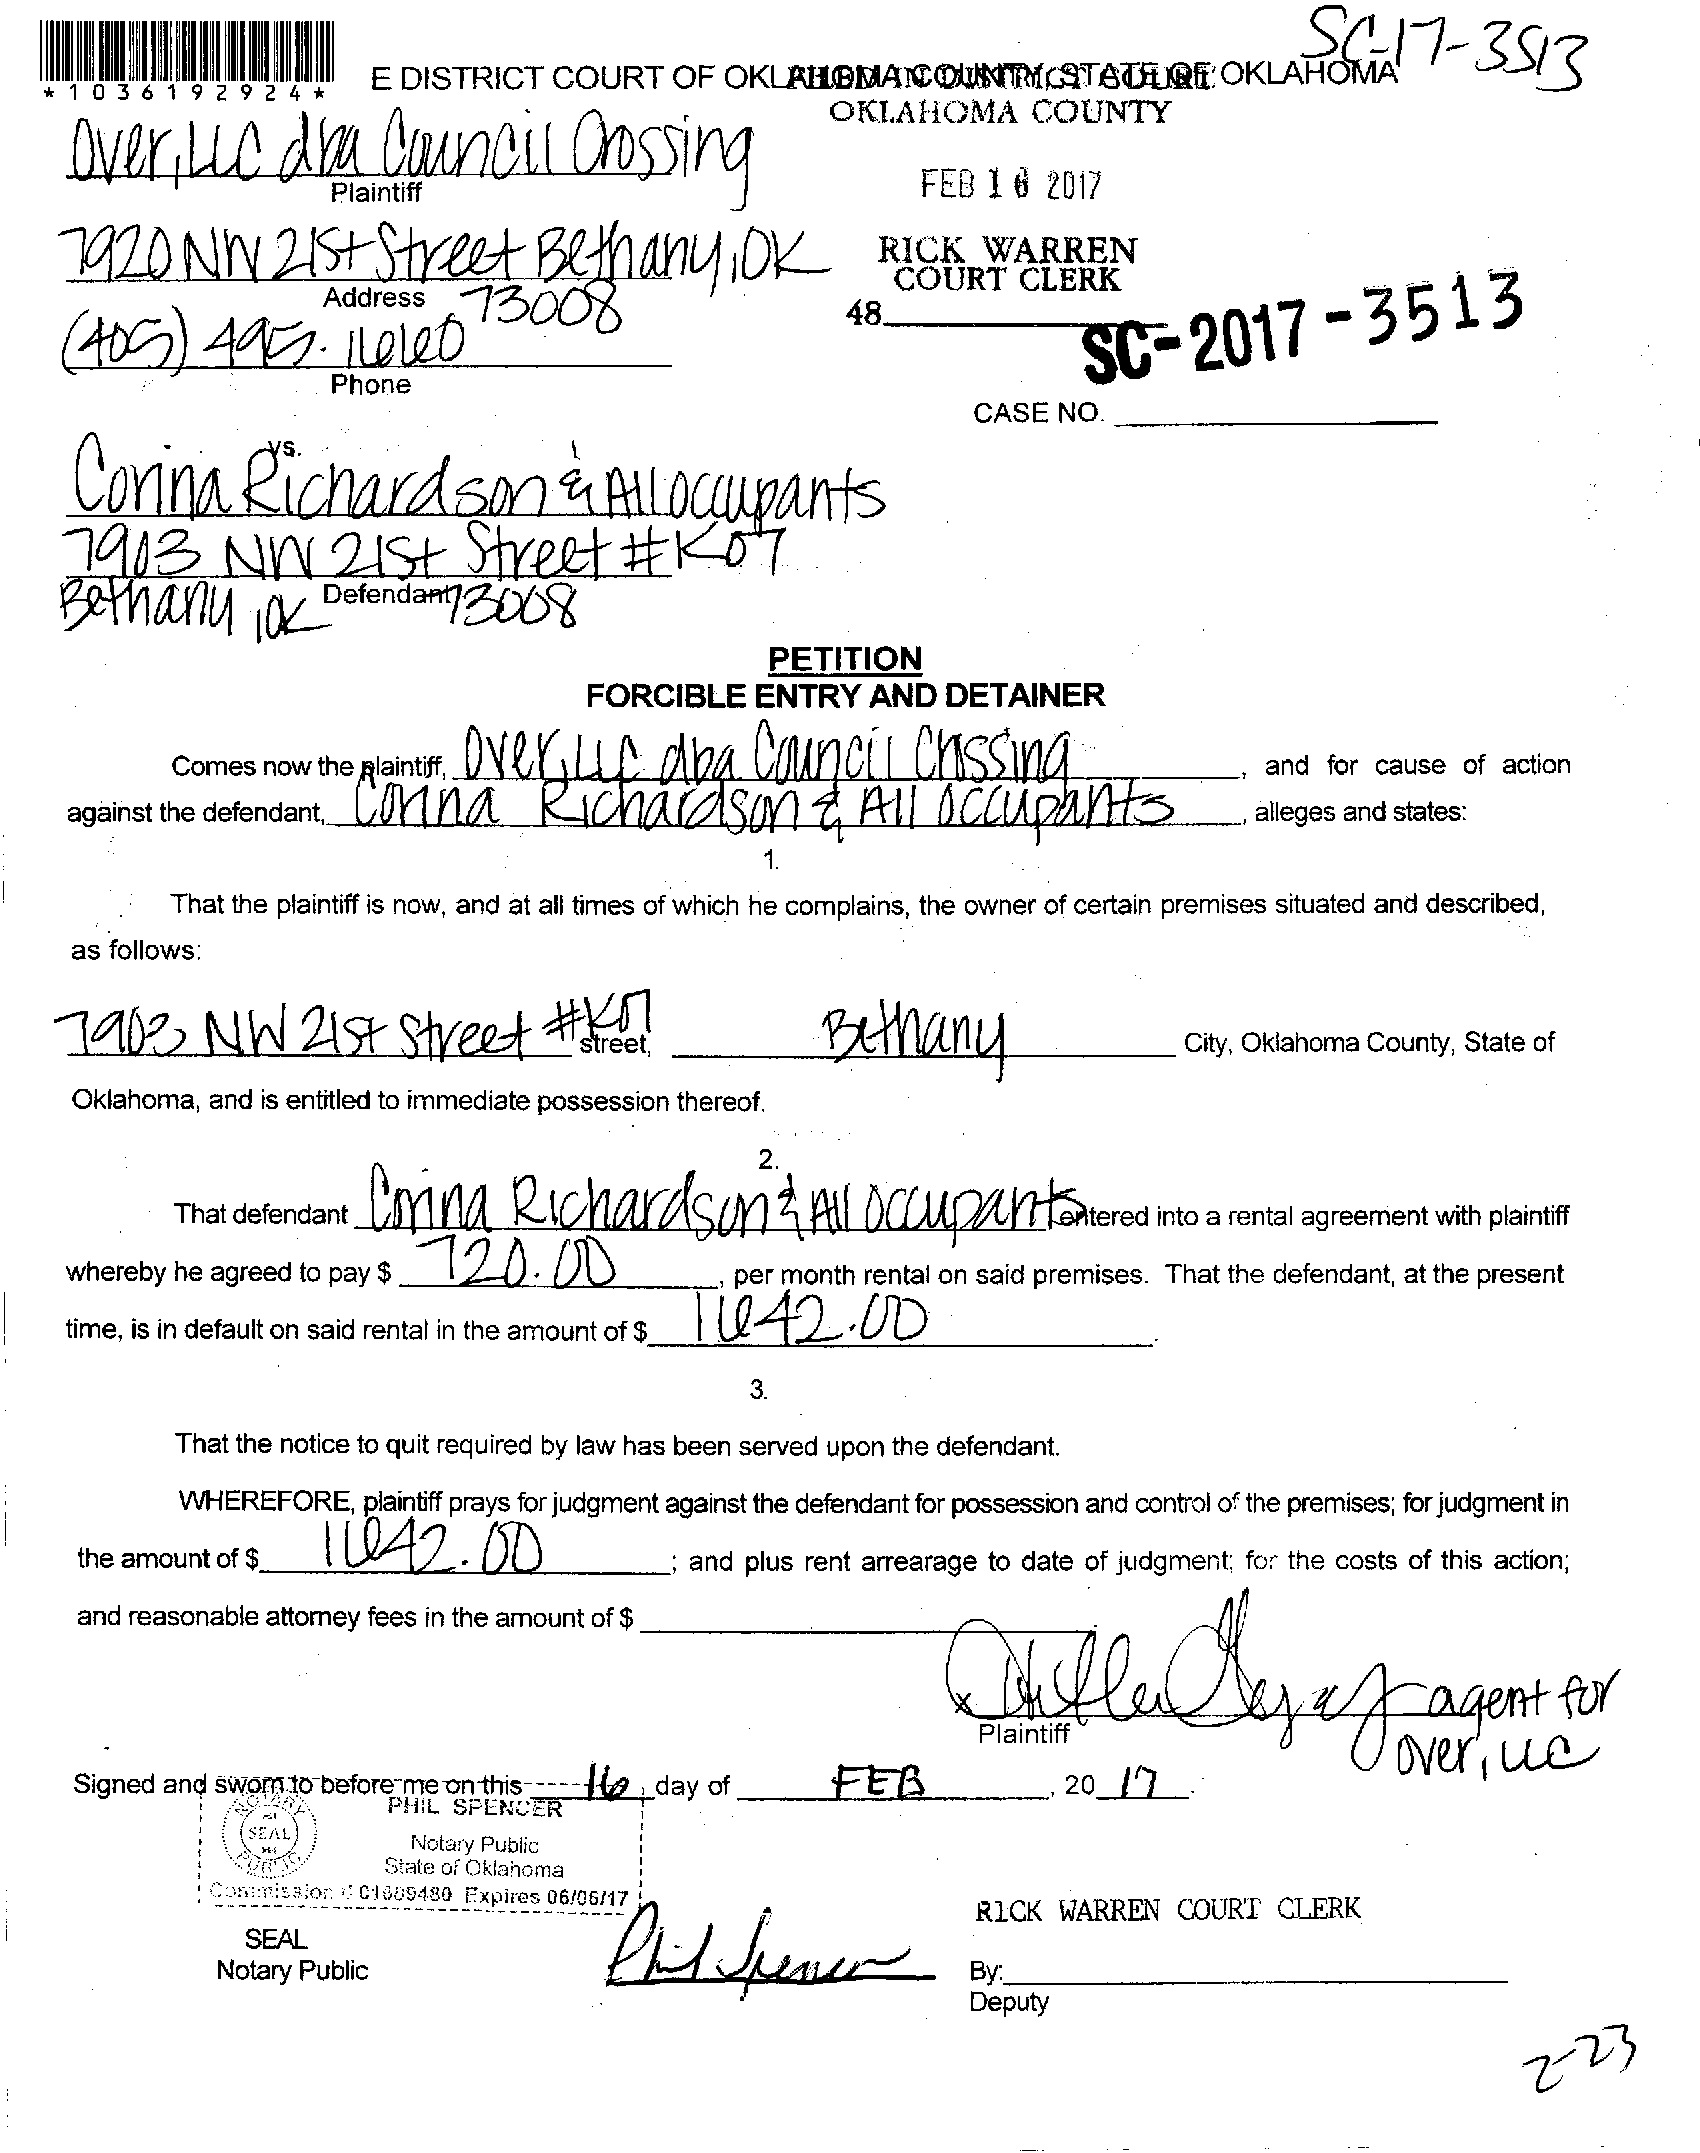 SC-17-3513
*1036192924*
E DISTRICT COURT OF OKLAHOMA COUNTY, STATE OF OKLAHOMA
FILED IN DISTRICT COURT
OKLAHOMA COUNTY
Over, LLC dba Council Crossing
Plaintiff
FEB 16 2017
7920 NW 21st Street Bethany, OK
73008
Address
RICK WARREN
COURT CLERK
48
(405) 495-1660
Phone
SC-2017-3513
CASE NO.
vs.
Corina Richardson & All occupants
7903 NW 21st Street #K07
Bethany, OK 73008
Defendant
PETITION
FORCIBLE ENTRY AND DETAINER
Comes now the plaintiff, Over, LLC dba Council Crossing, and for cause of action
against the defendant, Corina Richardson & All occupants, alleges and states:
1.
That the plaintiff is now, and at all times of which he complains, the owner of certain premises situated and described,
as follows:
7903 NW 21st Street #K07 street, Bethany City, Oklahoma County, State of
Oklahoma, and is entitled to immediate possession thereof.
2.
That defendant Corina Richardson & All occupants entered into a rental agreement with plaintiff
whereby he agreed to pay $ 720.00, per month rental on said premises. That the defendant, at the present
time, is in default on said rental in the amount of $ 1642.00.
3.
That the notice to quit required by law has been served upon the defendant.
WHEREFORE, plaintiff prays for judgment against the defendant for possession and control of the premises; for judgment in
the amount of $ 1642.00; and plus rent arrearage to date of judgment; for the costs of this action;
and reasonable attorney fees in the amount of $
x agent for
Over, LLC
Plaintiff
Signed and sworn to before me on this 16, day of FEB, 20 17.
NOTARY
SEAL
PUBLIC
PHIL SPENCER
Notary Public
State of Oklahoma
Commission # 01009480 Expires 06/06/17
SEAL
Notary Public
Phil Spencer
RICK WARREN COURT CLERK
By:
Deputy
2-23